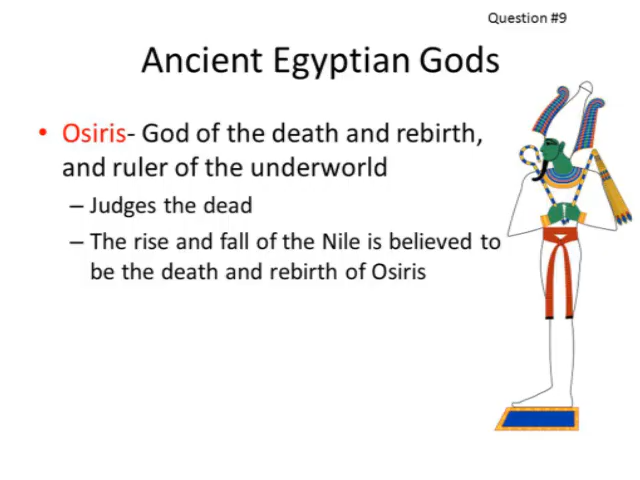 Question #9
Ancient Egyptian Gods
• Osiris- God of the death and rebirth,
and ruler of the underworld
– Judges the dead
– The rise and fall of the Nile is believed to
be the death and rebirth of Osiris